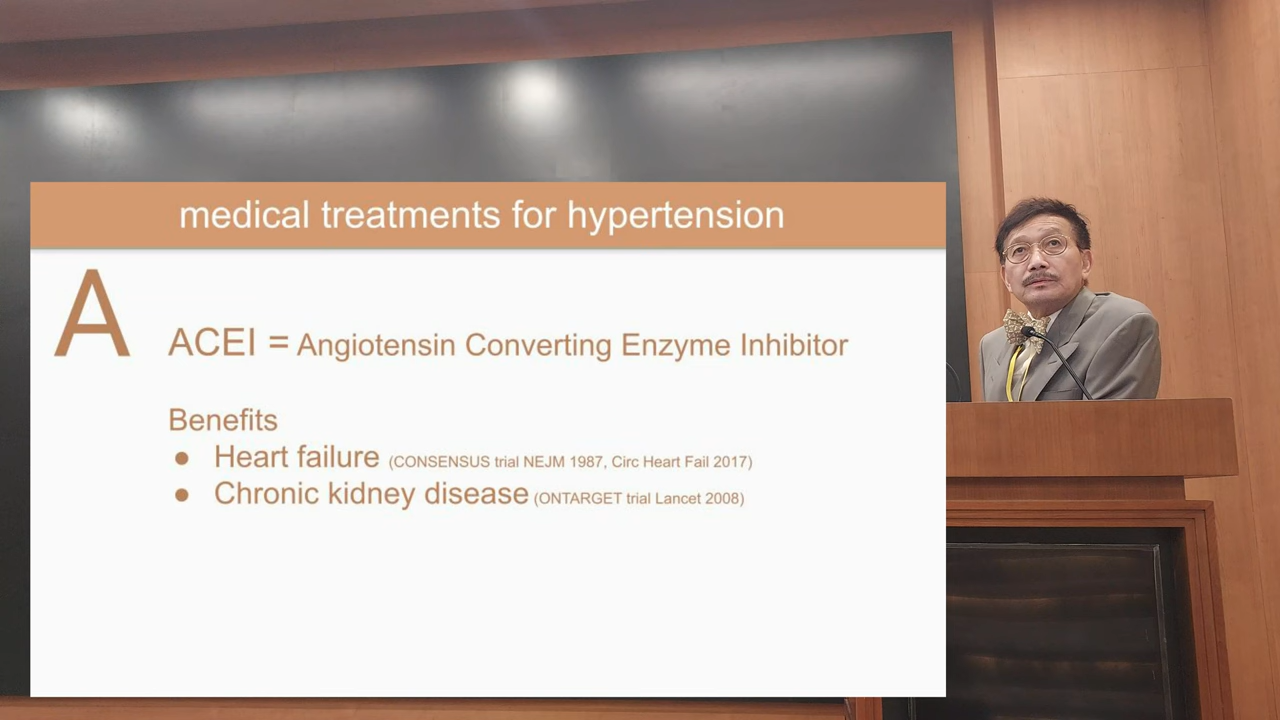 medical treatments for hypertension
A
ACEI = Angiotensin Converting Enzyme Inhibitor
Benefits
● Heart failure (CONSENSUS trial NEJM 1987, Circ Heart Fail 2017)
● Chronic kidney disease (ONTARGET trial Lancet 2008)